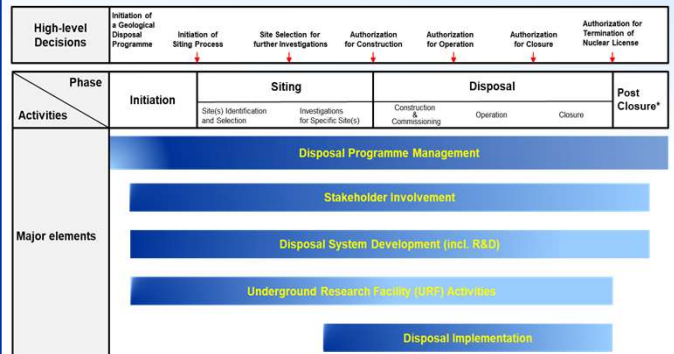 High-level
Decisions
Initiation of
a Geological
Disposal
Programme
Initiation of
Siting Process
Site Selection for
further Investigations
Authorization
for Construction
Authorization
for Operation
Authorization
for Closure
Authorization for
Termination of
Nuclear License
Phase
Activities
Initiation
Siting
Site(s) Identification
and Selection
Investigations
for Specific Site(s)
Disposal
Construction
&
Commissioning
Operation
Closure
Post
Closure*
Major elements
Disposal Programme Management
Stakeholder Involvement
Disposal System Development (incl. R&D)
Underground Research Facility (URF) Activities
Disposal Implementation